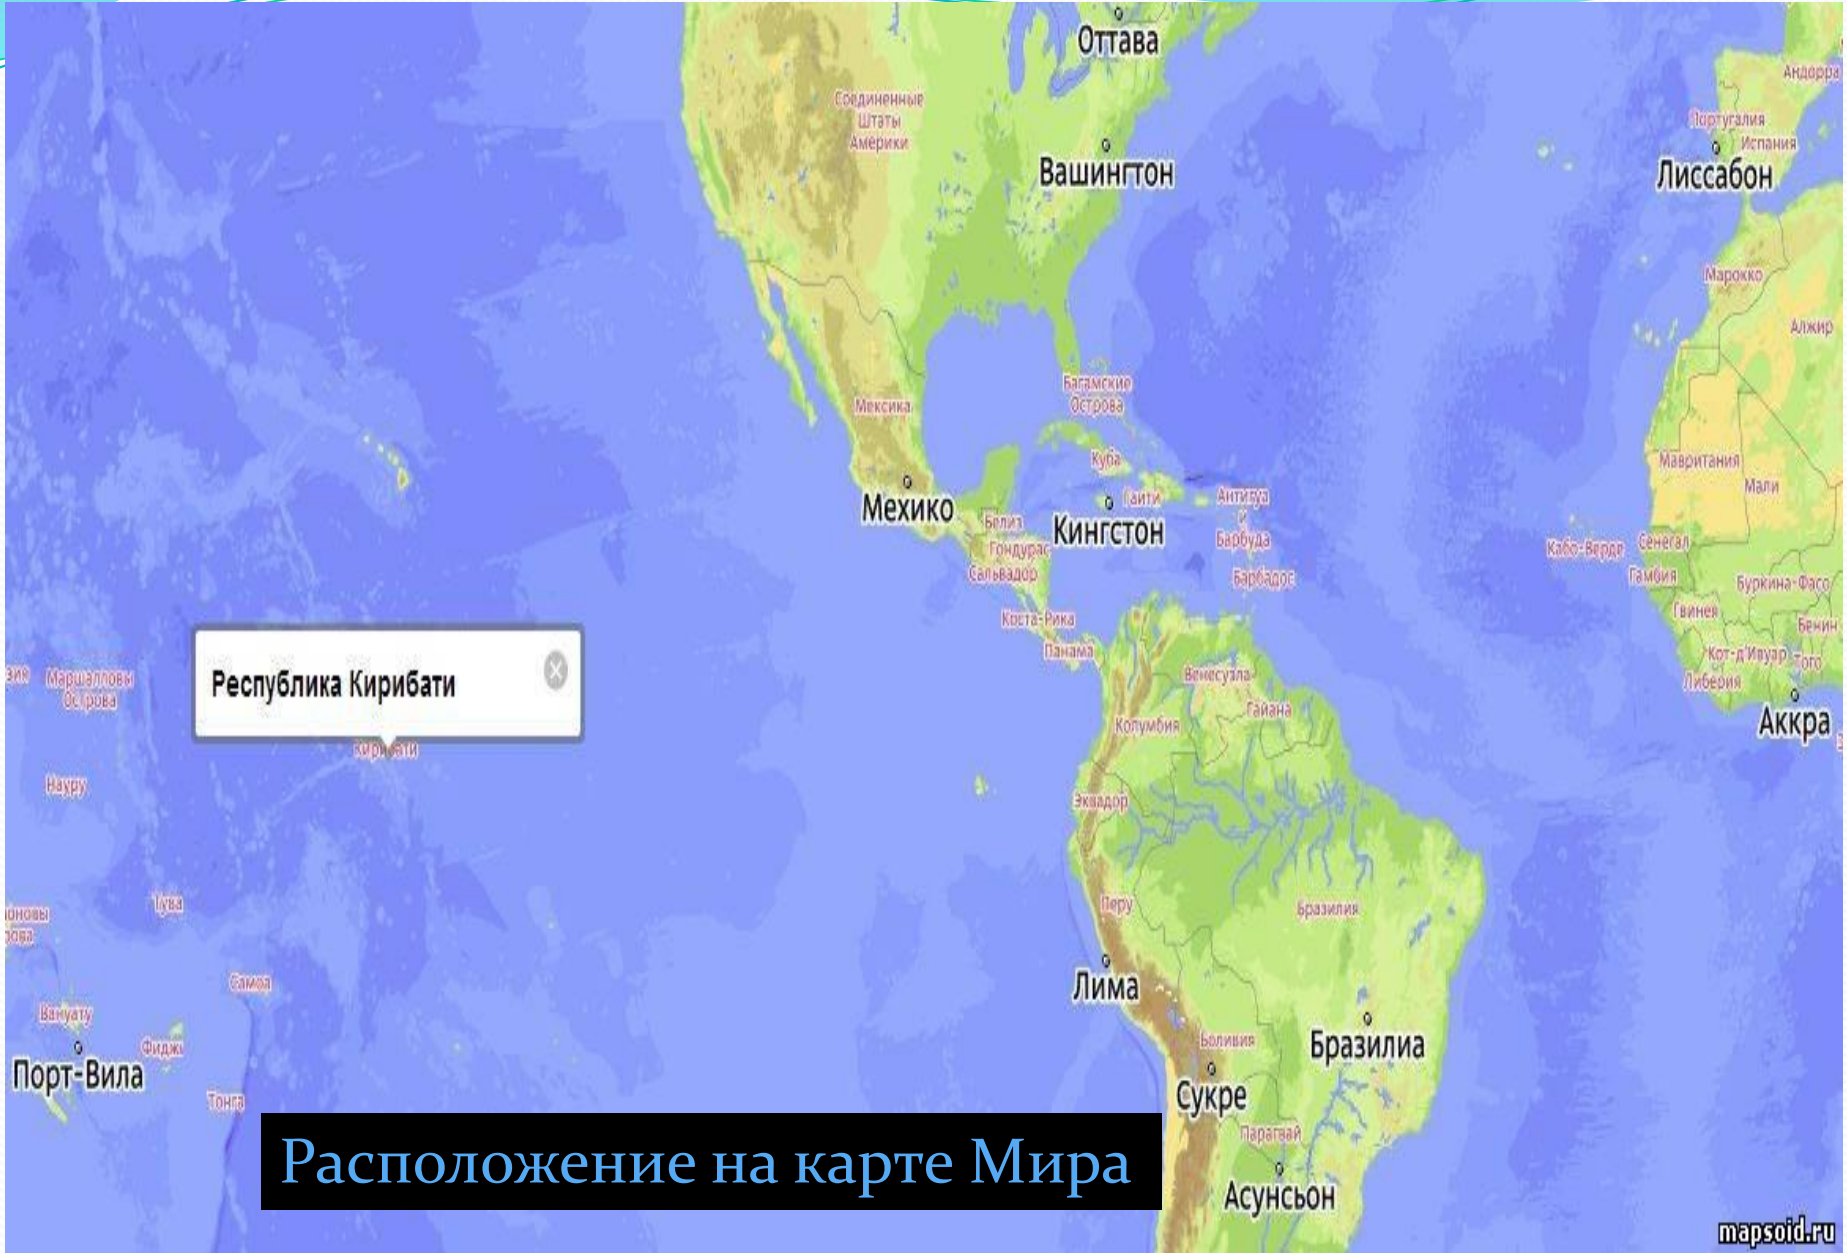 Оттава
Андорра
Соединенные
Штаты
Америки
Португалия
Испания
Вашингтон
Лиссабон
Марокко
Алжир
Багамские
Острова
Мексика
Куба
Мавритания
Мали
Мехико
Гаити
Антигуа
и
Барбуда
Белиз
Кингстон
Гондурас
Сальвадор
Барбадос
Кабо-Верде
Сенегал
Гамбия
Буркина-Фасо
Гвинея
Бенин
Коста-Рика
Панама
Кот-д'Ивуар
Того
Либерия
Маршалловы
Острова
Республика Кирибати
Венесуэла
Гайана
Колумбия
Аккра
Кирибати
Науру
Эквадор
Тува
Перу
Бразилия
Самоа
Лима
Вануату
Фиджи
Боливия
Бразилиа
Порт-Вила
Сукре
Тонга
Парагвай
Расположение на карте Мира
Асунсьон
mapsoid.ru